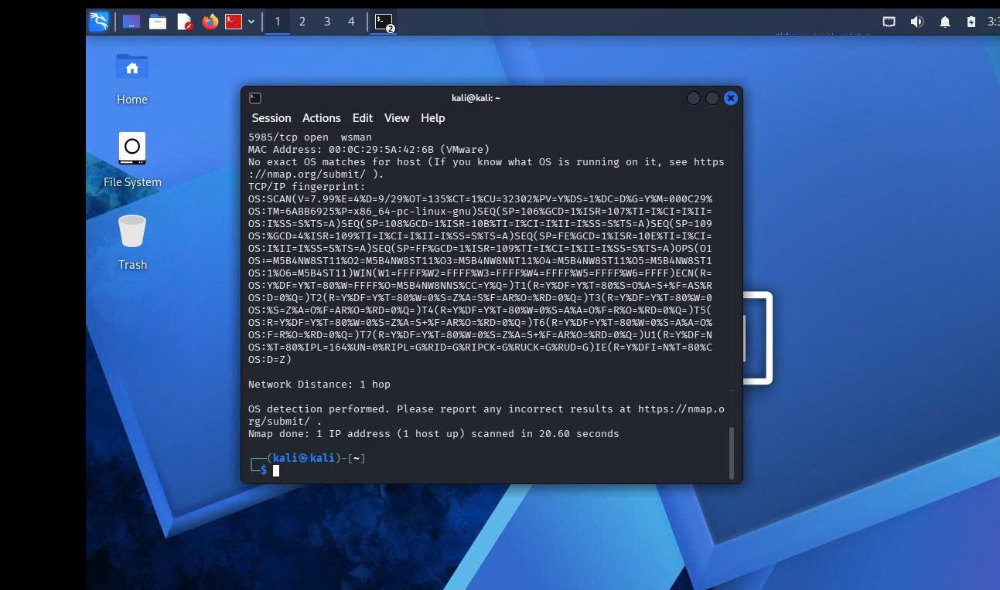 1 2 3 4
2
Home
File System
Trash
kali@kali: ~
Session Actions Edit View Help
5985/tcp open  wsman
MAC Address: 00:0C:29:5A:42:6B (VMware)
No exact OS matches for host (If you know what OS is running on it, see https
://nmap.org/submit/ ).
TCP/IP fingerprint:
OS:SCAN(V=7.99%E=4%D=9/29%OT=135%CT=1%CU=32302%PV=Y%DS=1%DC=D%G=Y%M=000C29%
OS:TM=6ABB6925%P=x86_64-pc-linux-gnu)SEQ(SP=106%GCD=1%ISR=107%TI=I%CI=I%II=
OS:I%SS=S%TS=A)SEQ(SP=108%GCD=1%ISR=10B%TI=I%CI=I%II=I%SS=S%TS=A)SEQ(SP=109
OS:%GCD=4%ISR=109%TI=I%CI=I%II=I%SS=S%TS=A)SEQ(SP=FE%GCD=1%ISR=10E%TI=I%CI=
OS:I%II=I%SS=S%TS=A)SEQ(SP=FF%GCD=1%ISR=109%TI=I%CI=I%II=I%SS=S%TS=A)OPS(O1
OS:=M5B4NW8ST11%O2=M5B4NW8ST11%O3=M5B4NW8NNT11%O4=M5B4NW8ST11%O5=M5B4NW8ST1
OS:1%O6=M5B4ST11)WIN(W1=FFFF%W2=FFFF%W3=FFFF%W4=FFFF%W5=FFFF%W6=FFFF)ECN(R=
OS:Y%DF=Y%T=80%W=FFFF%O=M5B4NW8NNS%CC=Y%Q=)T1(R=Y%DF=Y%T=80%S=O%A=S+%F=AS%R
OS:D=0%Q=)T2(R=Y%DF=Y%T=80%W=0%S=Z%A=S%F=AR%O=%RD=0%Q=)T3(R=Y%DF=Y%T=80%W=0
OS:%S=Z%A=O%F=AR%O=%RD=0%Q=)T4(R=Y%DF=Y%T=80%W=0%S=A%A=O%F=R%O=%RD=0%Q=)T5(
OS:R=Y%DF=Y%T=80%W=0%S=Z%A=S+%F=AR%O=%RD=0%Q=)T6(R=Y%DF=Y%T=80%W=0%S=A%A=O%
OS:F=R%O=%RD=0%Q=)T7(R=Y%DF=Y%T=80%W=0%S=Z%A=S+%F=AR%O=%RD=0%Q=)U1(R=Y%DF=N
OS:%T=80%IPL=164%UN=0%RIPL=G%RID=G%RIPCK=G%RUCK=G%RUD=G)IE(R=Y%DFI=N%T=80%C
OS:D=Z)
Network Distance: 1 hop
OS detection performed. Please report any incorrect results at https://nmap.o
rg/submit/ .
Nmap done: 1 IP address (1 host up) scanned in 20.60 seconds
┌──(kali㉿kali)-[~]
└─$